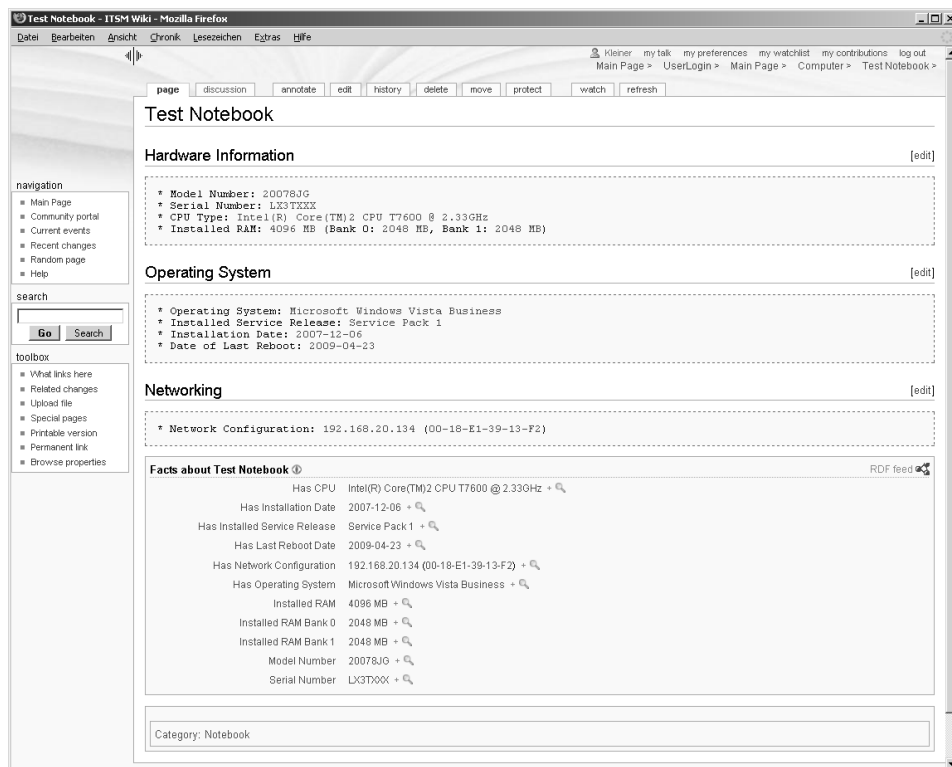 Test Notebook - ITSM Wiki - Mozilla Firefox
Datei Bearbeiten Ansicht Chronik Lesezeichen Extras Hilfe
Kleiner my talk my preferences my watchlist my contributions log out
Main Page > UserLogin > Main Page > Computer > Test Notebook >
page discussion annotate edit history delete move protect watch refresh
Test Notebook
Hardware Information [edit]
* Model Number: 20078JG
* Serial Number: LX3TXXX
* CPU Type: Intel(R) Core(TM)2 CPU T7600 @ 2.33GHz
* Installed RAM: 4096 MB (Bank 0: 2048 MB, Bank 1: 2048 MB)
Operating System [edit]
* Operating System: Microsoft Windows Vista Business
* Installed Service Release: Service Pack 1
* Installation Date: 2007-12-06
* Date of Last Reboot: 2009-04-23
Networking [edit]
* Network Configuration: 192.168.20.134 (00-18-E1-39-13-F2)
Facts about Test Notebook RDF feed
Has CPU Intel(R) Core(TM)2 CPU T7600 @ 2.33GHz +
Has Installation Date 2007-12-06 +
Has Installed Service Release Service Pack 1 +
Has Last Reboot Date 2009-04-23 +
Has Network Configuration 192.168.20.134 (00-18-E1-39-13-F2) +
Has Operating System Microsoft Windows Vista Business +
Installed RAM 4096 MB +
Installed RAM Bank 0 2048 MB +
Installed RAM Bank 1 2048 MB +
Model Number 20078JG +
Serial Number LX3TXXX +
Category: Notebook
navigation
Main Page
Community portal
Current events
Recent changes
Random page
Help
search
Go Search
toolbox
What links here
Related changes
Upload file
Special pages
Printable version
Permanent link
Browse properties